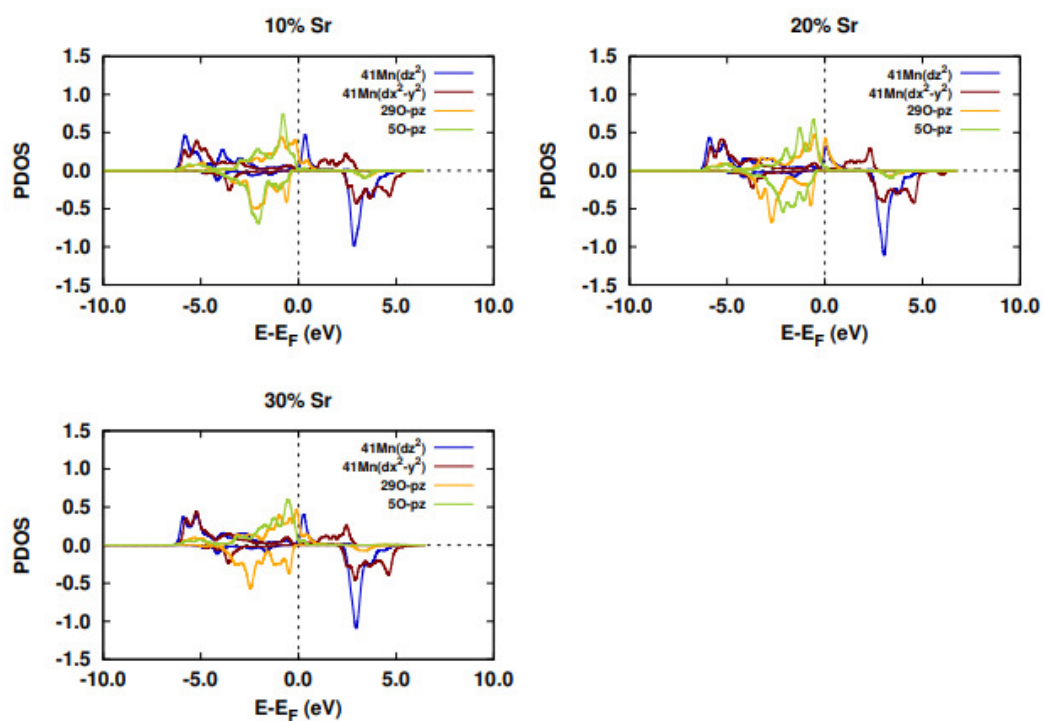 10% Sr
1.5
1.0
0.5
0.0
-0.5
-1.0
-1.5
PDOS
41Mn(dz²)
41Mn(dx²-y²)
29O-pz
5O-pz
-10.0 -5.0 0.0 5.0 10.0
E-E_F (eV)
20% Sr
1.5
1.0
0.5
0.0
-0.5
-1.0
-1.5
PDOS
41Mn(dz²)
41Mn(dx²-y²)
29O-pz
5O-pz
-10.0 -5.0 0.0 5.0 10.0
E-E_F (eV)
30% Sr
1.5
1.0
0.5
0.0
-0.5
-1.0
-1.5
PDOS
41Mn(dz²)
41Mn(dx²-y²)
29O-pz
5O-pz
-10.0 -5.0 0.0 5.0 10.0
E-E_F (eV)